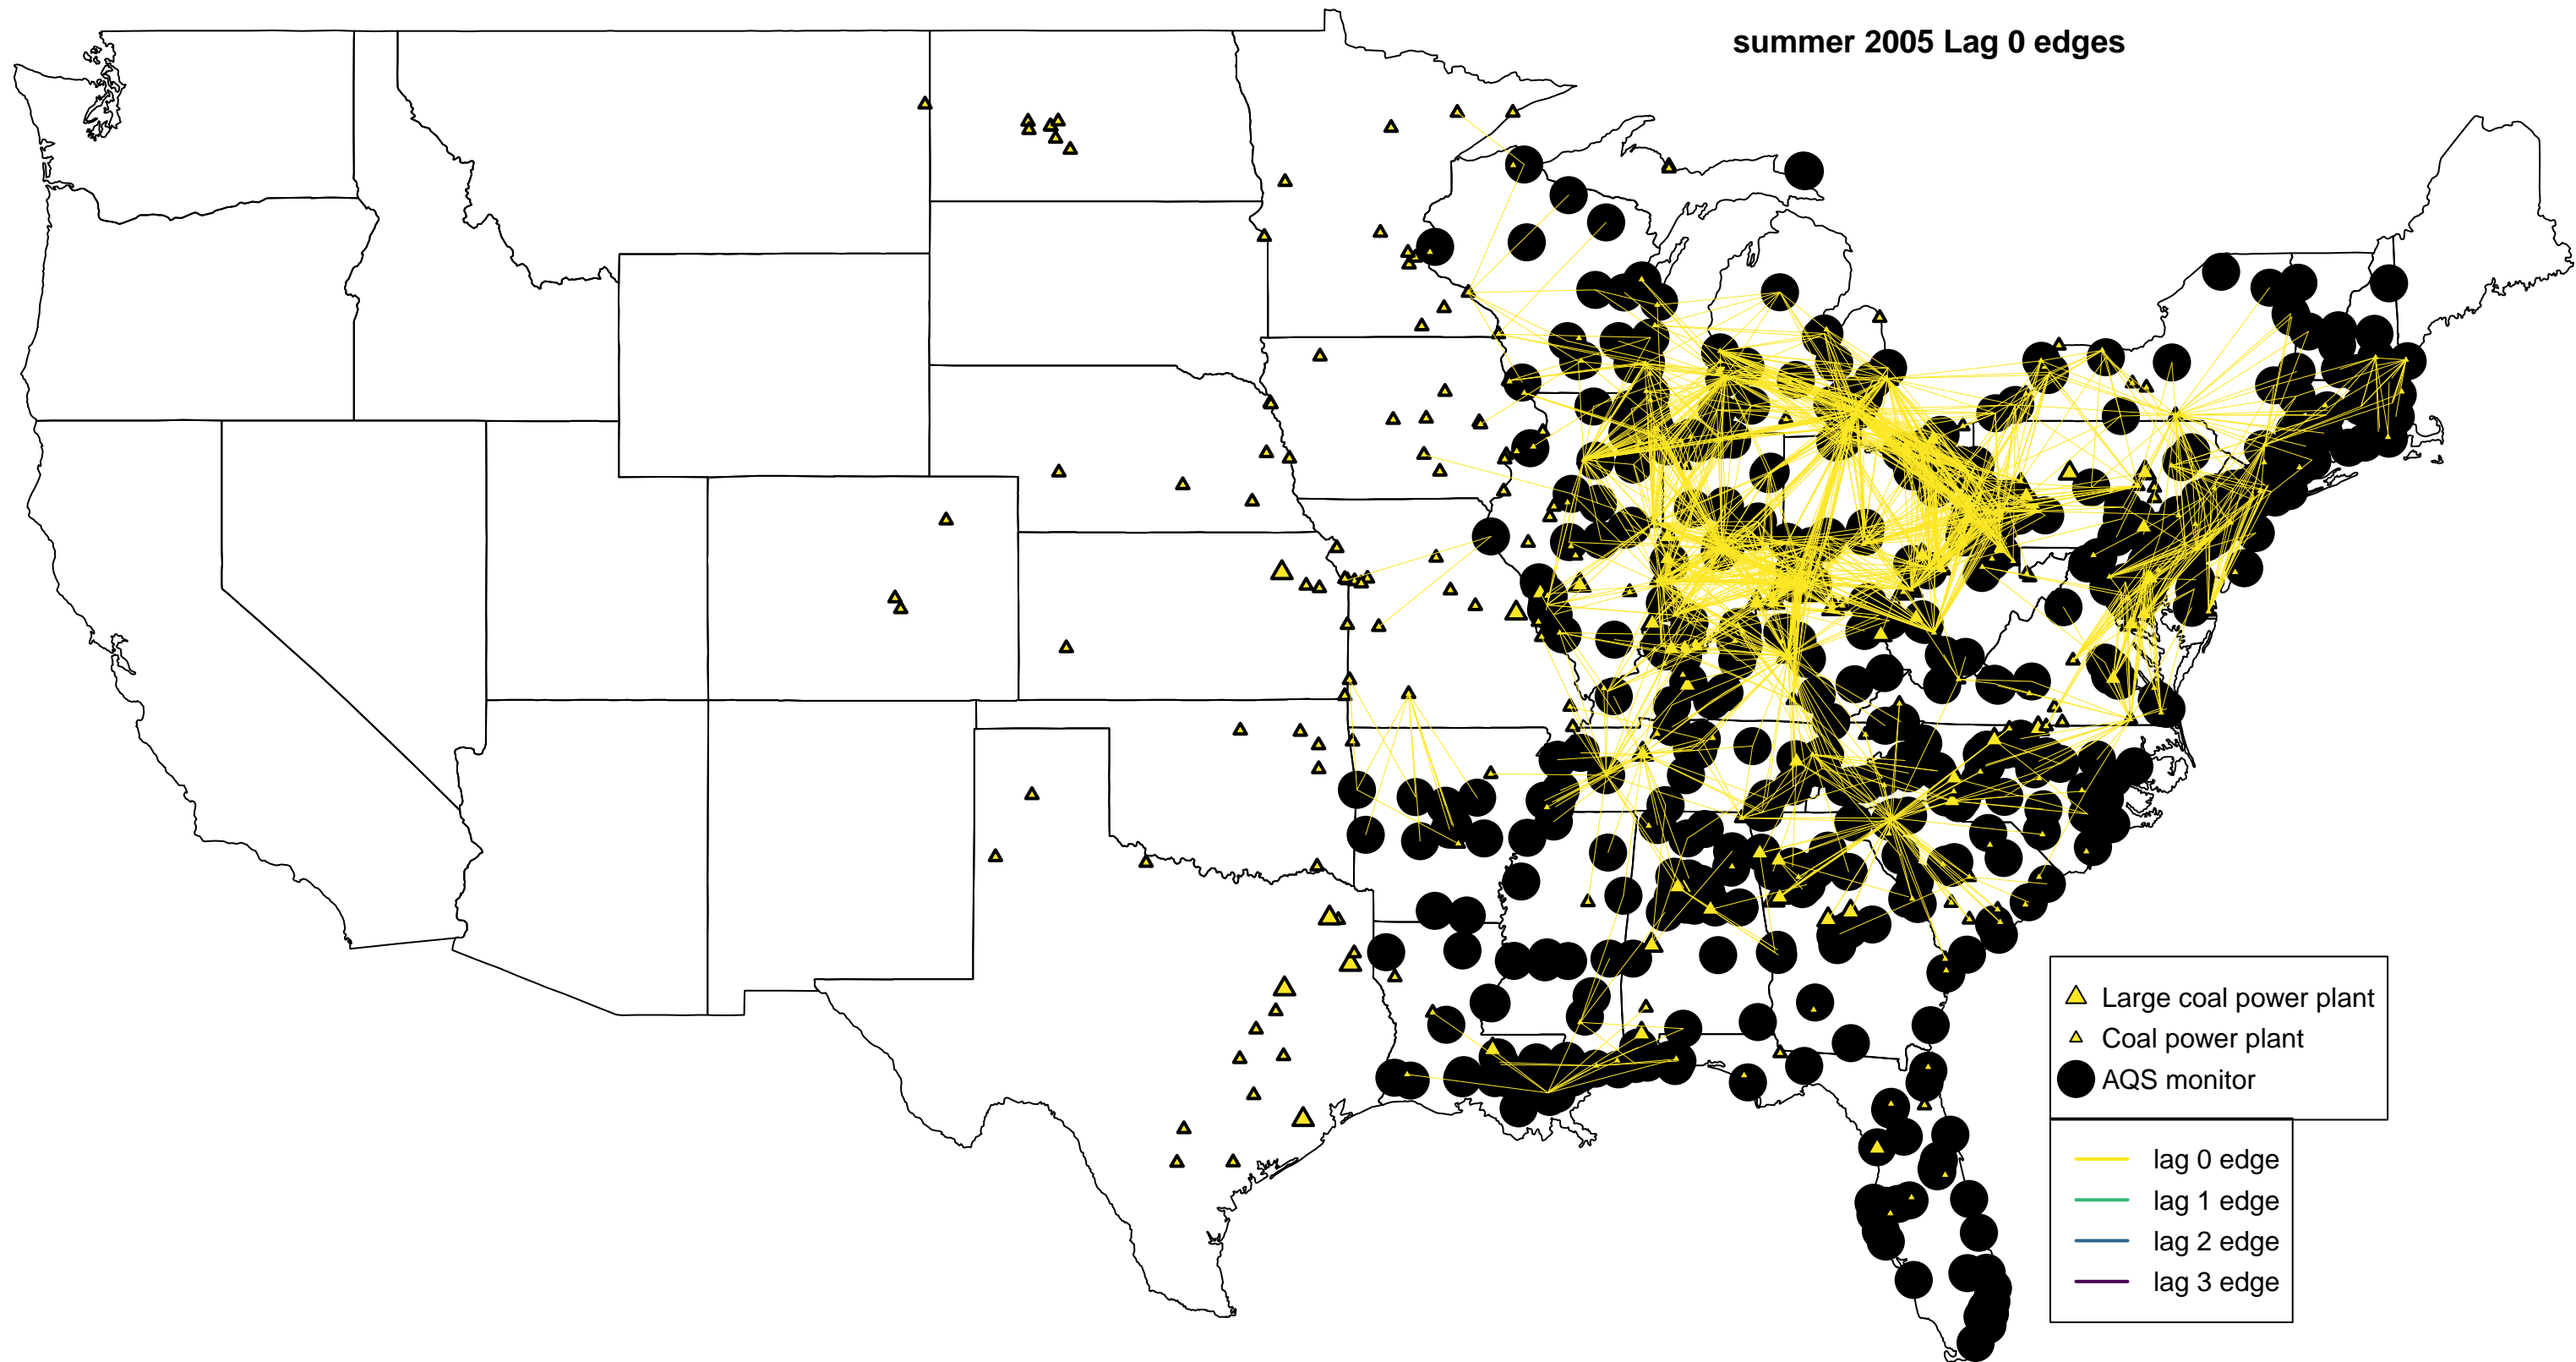 summer 2005 Lag 0 edges
Large coal power plant
Coal power plant
AQS monitor
lag 0 edge
lag 1 edge
lag 2 edge
lag 3 edge